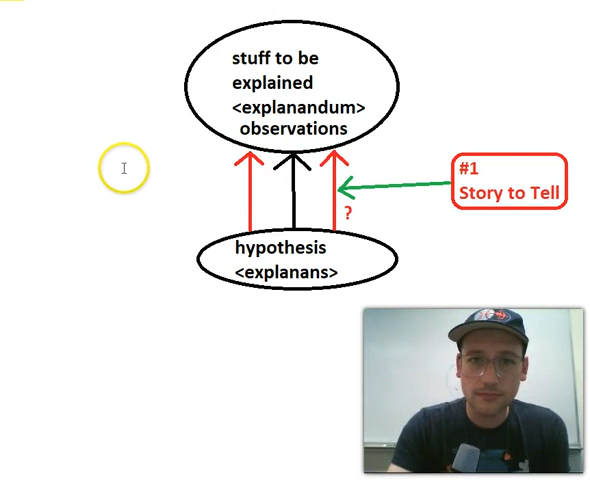 stuff to be
explained
<explanandum>
observations
#1
Story to Tell
?
hypothesis
<explanans>